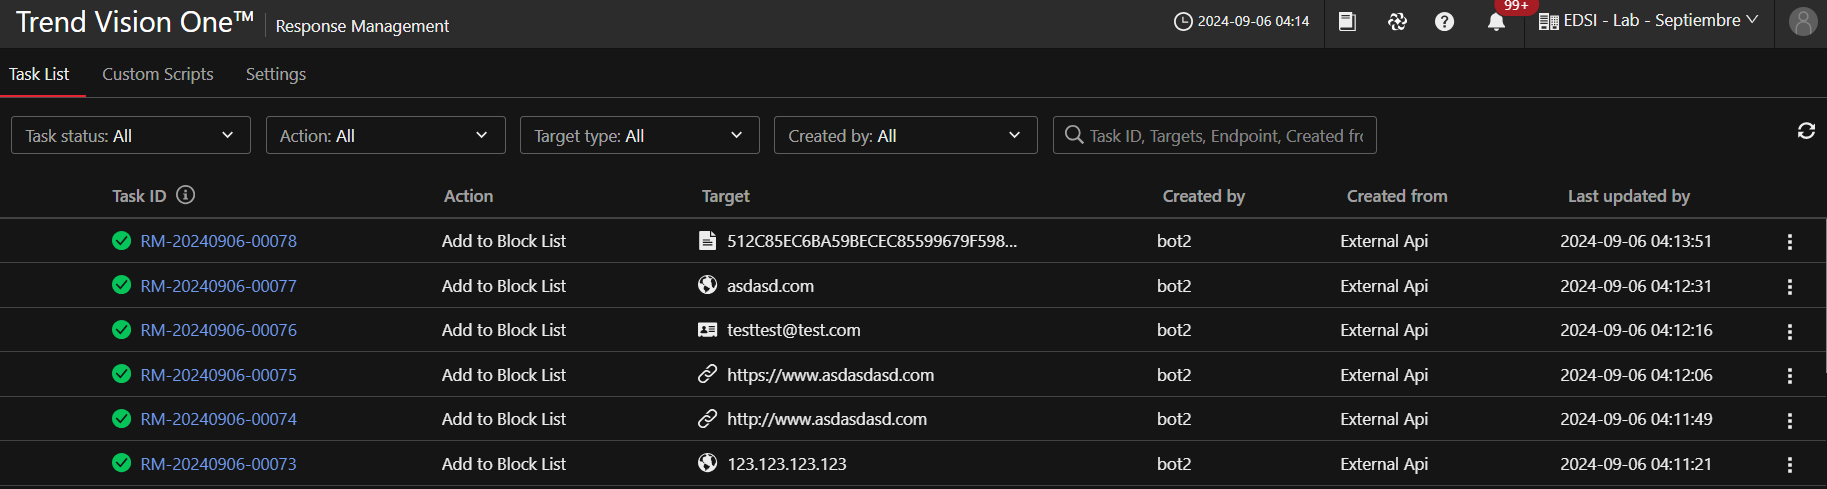 Trend Vision One™ | Response Management 2024-09-06 04:14 99+ EDSI - Lab - Septiembre
Task List Custom Scripts Settings
Task status: All Action: All Target type: All Created by: All Task ID, Targets, Endpoint, Created fr
Task ID Action Target Created by Created from Last updated by
RM-20240906-00078 Add to Block List 512C85EC6BA59BECEC85599679F598... bot2 External Api 2024-09-06 04:13:51
RM-20240906-00077 Add to Block List asdasd.com bot2 External Api 2024-09-06 04:12:31
RM-20240906-00076 Add to Block List testtest@test.com bot2 External Api 2024-09-06 04:12:16
RM-20240906-00075 Add to Block List https://www.asdasdasd.com bot2 External Api 2024-09-06 04:12:06
RM-20240906-00074 Add to Block List http://www.asdasdasd.com bot2 External Api 2024-09-06 04:11:49
RM-20240906-00073 Add to Block List 123.123.123.123 bot2 External Api 2024-09-06 04:11:21